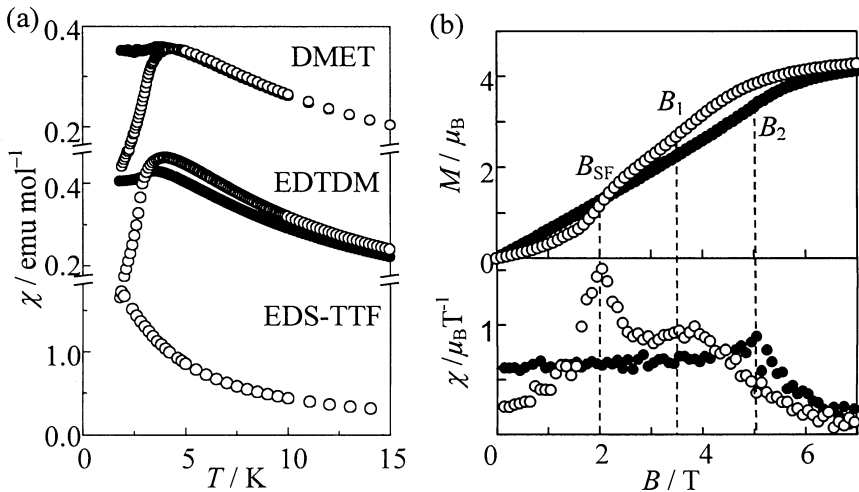 (a)
0.4
DMET
0.2
0.4
EDTDM
0.2
EDS-TTF
1.0
0.0
χ / emu mol⁻¹
5
10
15
T / K
(b)
4
2
0
M / μB
B₁
B₂
BSF
1
χ /μBT⁻¹
0
2
4
6
B / T